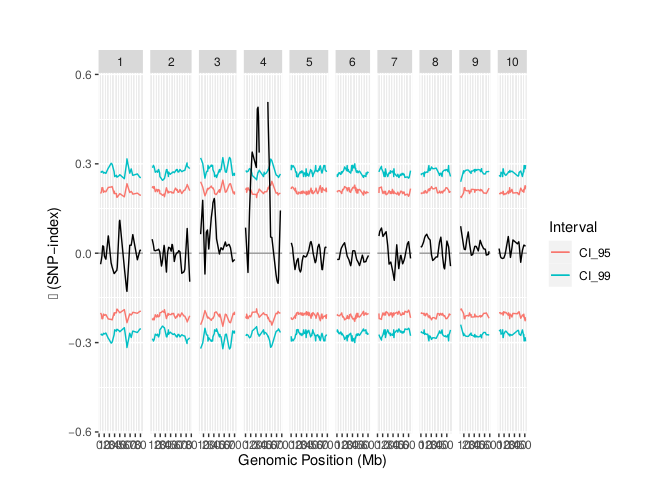 1 2 3 4 5 6 7 8 9 10
0.6
0.3
0.0
−0.3
−0.6
(SNP−index)
Genomic Position (Mb)
Interval
CI_95
CI_99